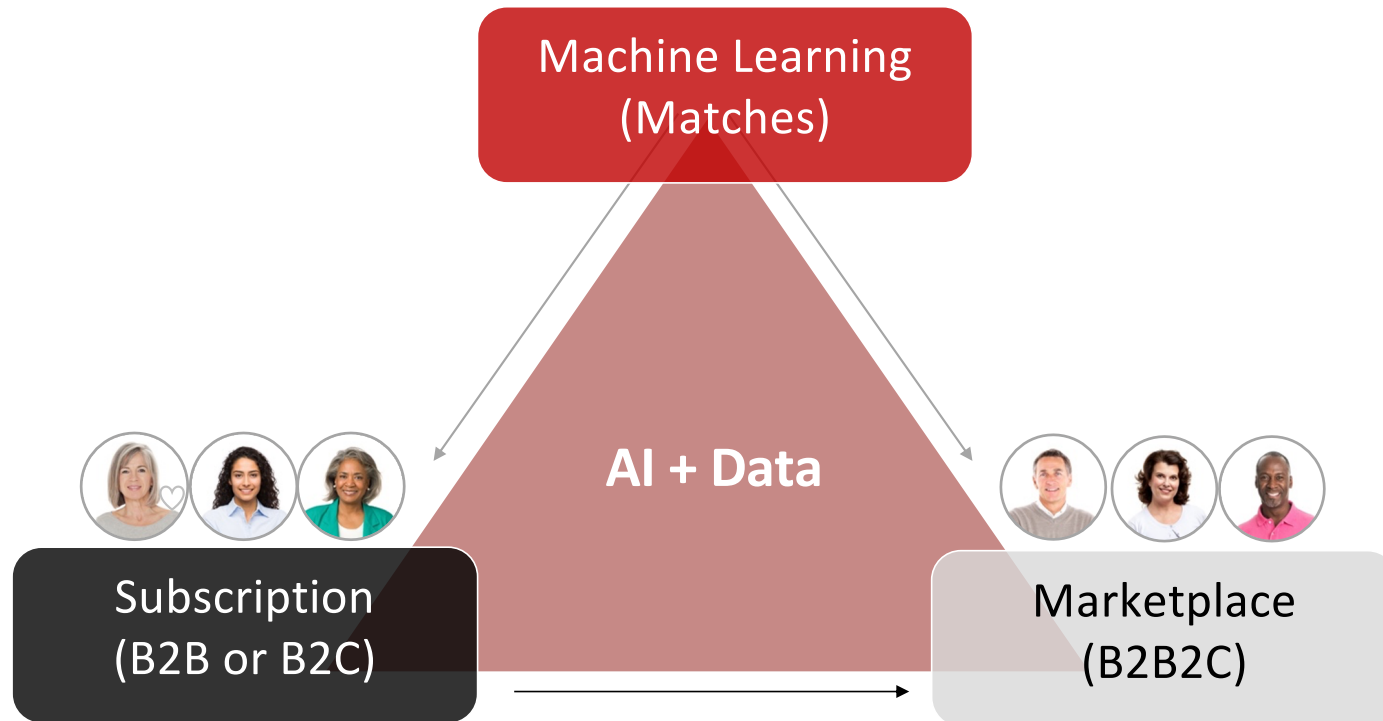 Machine Learning
(Matches)
AI + Data
Subscription
(B2B or B2C)
Marketplace
(B2B2C)